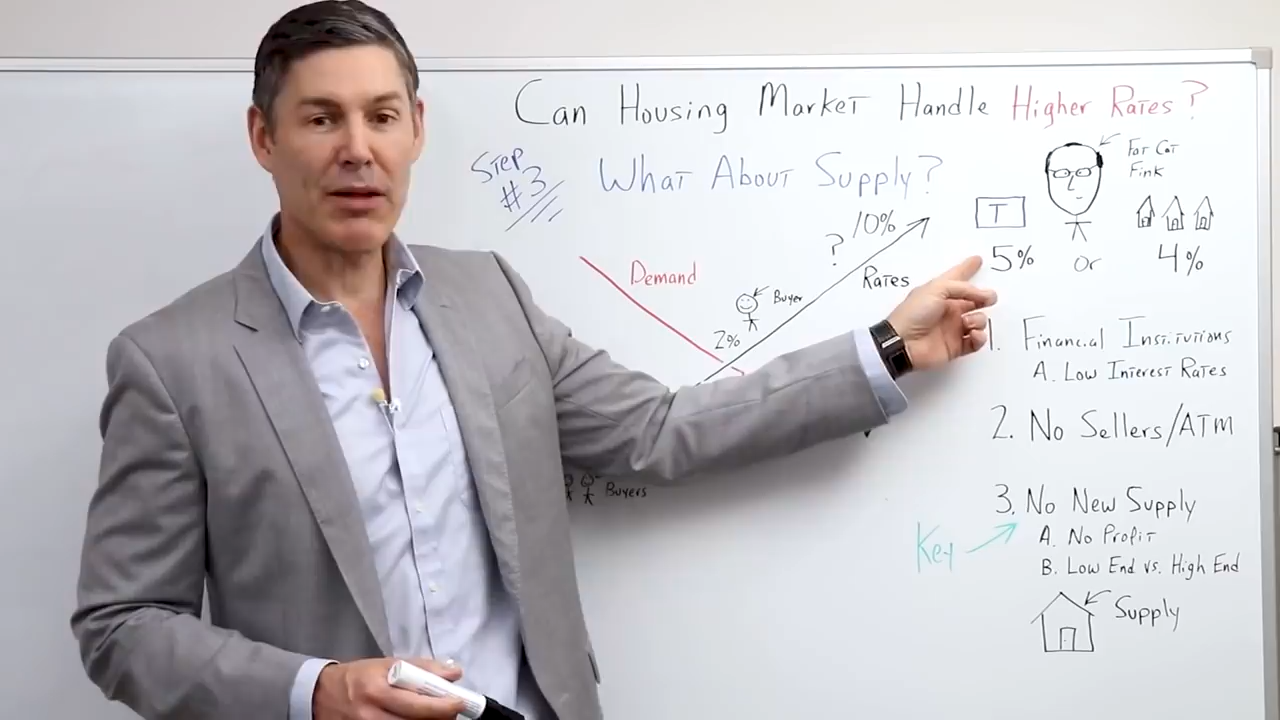 Can Housing Market Handle Higher Rates?
Step
#3
What About Supply?
Fat Cat
Fink
T
5% or 4%
10%
?
Rates
Demand
Buyer
2%
Buyers
1. Financial Institutions
A. Low Interest Rates
2. No Sellers/ATM
3. No New Supply
Key
A. No Profit
B. Low End vs. High End
Supply